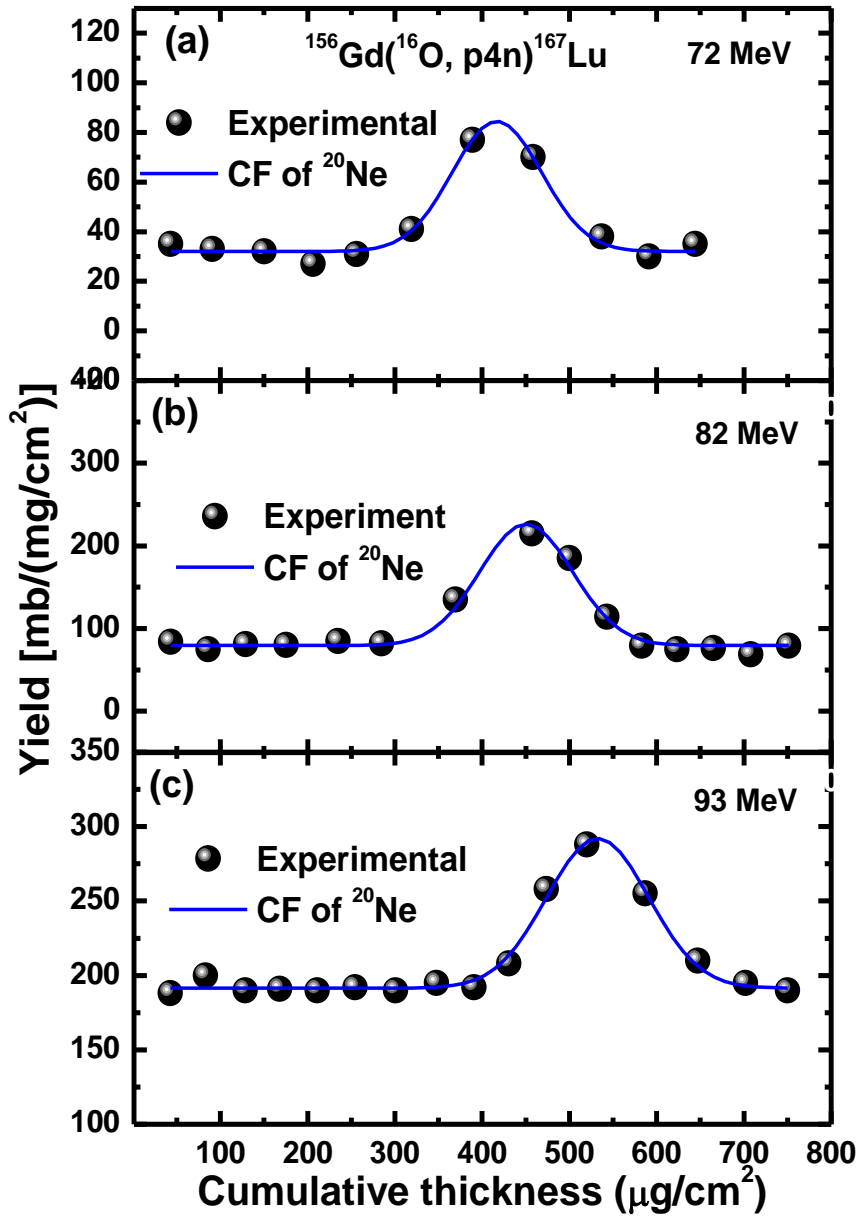 (a) ¹⁵⁶Gd(¹⁶O, p4n)¹⁶⁷Lu 72 MeV
120
100
80
60
40
20
0
Experimental
CF of ²⁰Ne
400
(b) 82 MeV
300
200
100
0
Experiment
CF of ²⁰Ne
350
(c) 93 MeV
300
250
200
150
100
Experimental
CF of ²⁰Ne
Yield [mb/(mg/cm²)]
100 200 300 400 500 600 700 800
Cumulative thickness (μg/cm²)